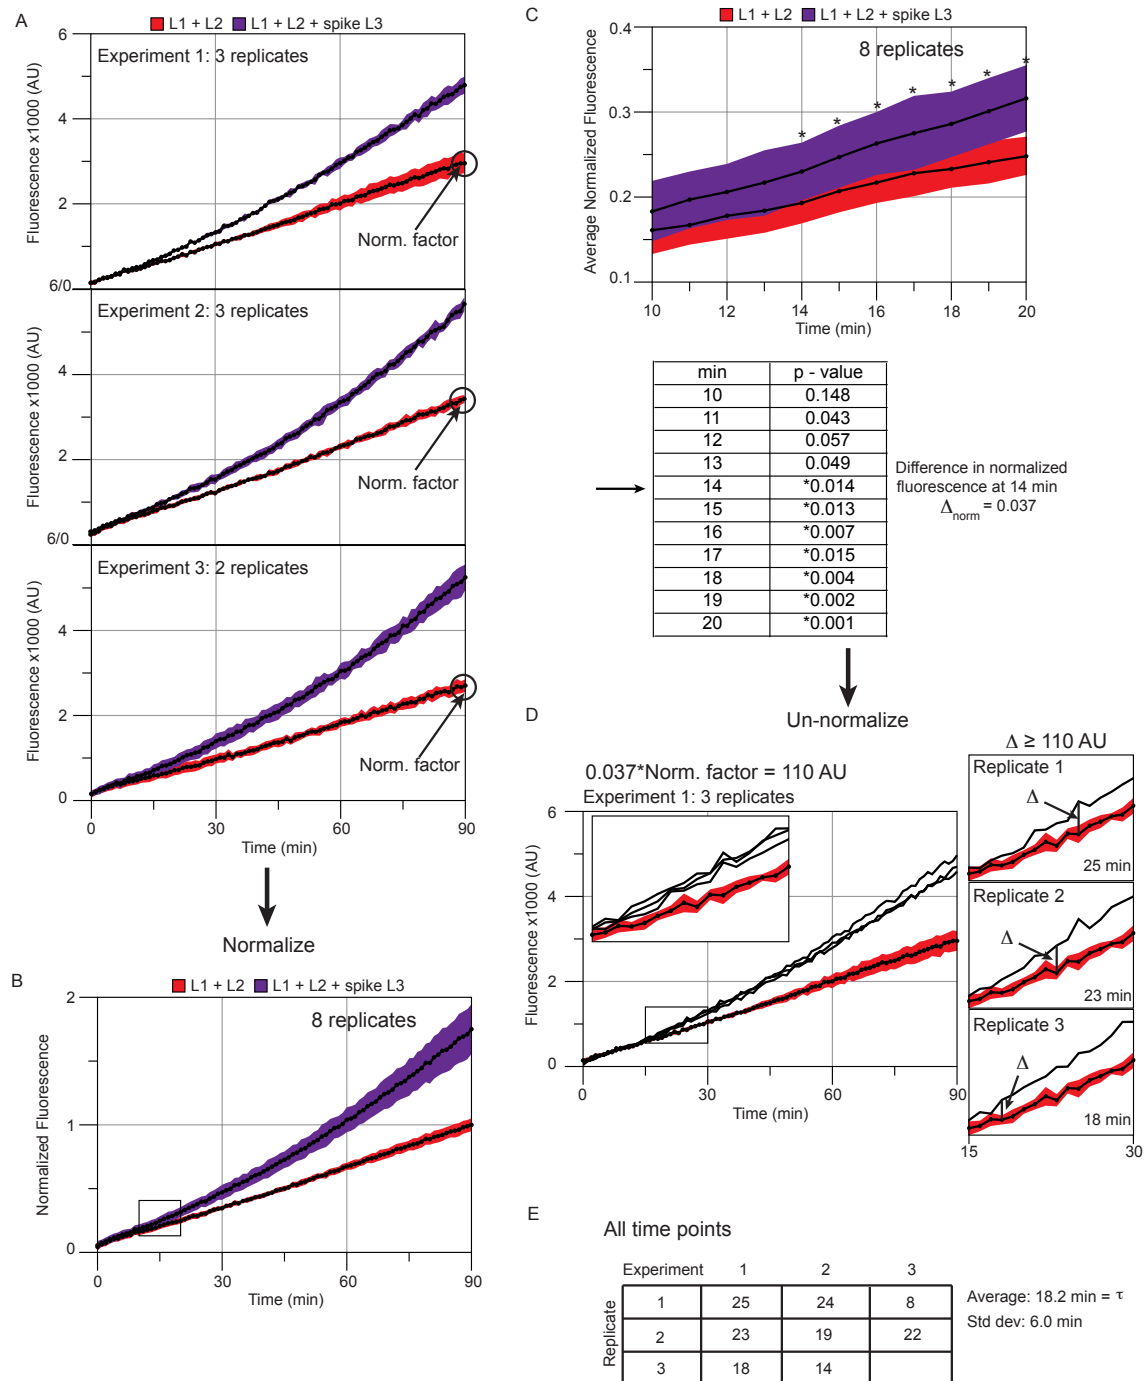 A
L1 + L2 L1 + L2 + spike L3
Experiment 1: 3 replicates
Fluorescence x1000 (AU)
6
4
2
6/0
Norm. factor
Experiment 2: 3 replicates
Fluorescence x1000 (AU)
4
2
6/0
Norm. factor
Experiment 3: 2 replicates
Fluorescence x1000 (AU)
4
2
0
Norm. factor
0 30 60 90
Time (min)
Normalize
B
L1 + L2 L1 + L2 + spike L3
8 replicates
Normalized Fluorescence
2
1
0
0 30 60 90
Time (min)
C
L1 + L2 L1 + L2 + spike L3
8 replicates
Average Normalized Fluorescence
0.4
0.3
0.2
0.1
* * * * * * *
10 12 14 16 18 20
Time (min)
min p - value
10 0.148
11 0.043
12 0.057
13 0.049
14 *0.014
15 *0.013
16 *0.007
17 *0.015
18 *0.004
19 *0.002
20 *0.001
Difference in normalized
fluorescence at 14 min
Δnorm = 0.037
Un-normalize
D
0.037*Norm. factor = 110 AU
Experiment 1: 3 replicates
Fluorescence x1000 (AU)
6
4
2
0
0 30 60 90
Time (min)
Δ ≥ 110 AU
Replicate 1
Δ
25 min
Replicate 2
Δ
23 min
Replicate 3
Δ
18 min
15 30
E
All time points
Experiment 1 2 3
Replicate
1 25 24 8
2 23 19 22
3 18 14
Average: 18.2 min = τ
Std dev: 6.0 min